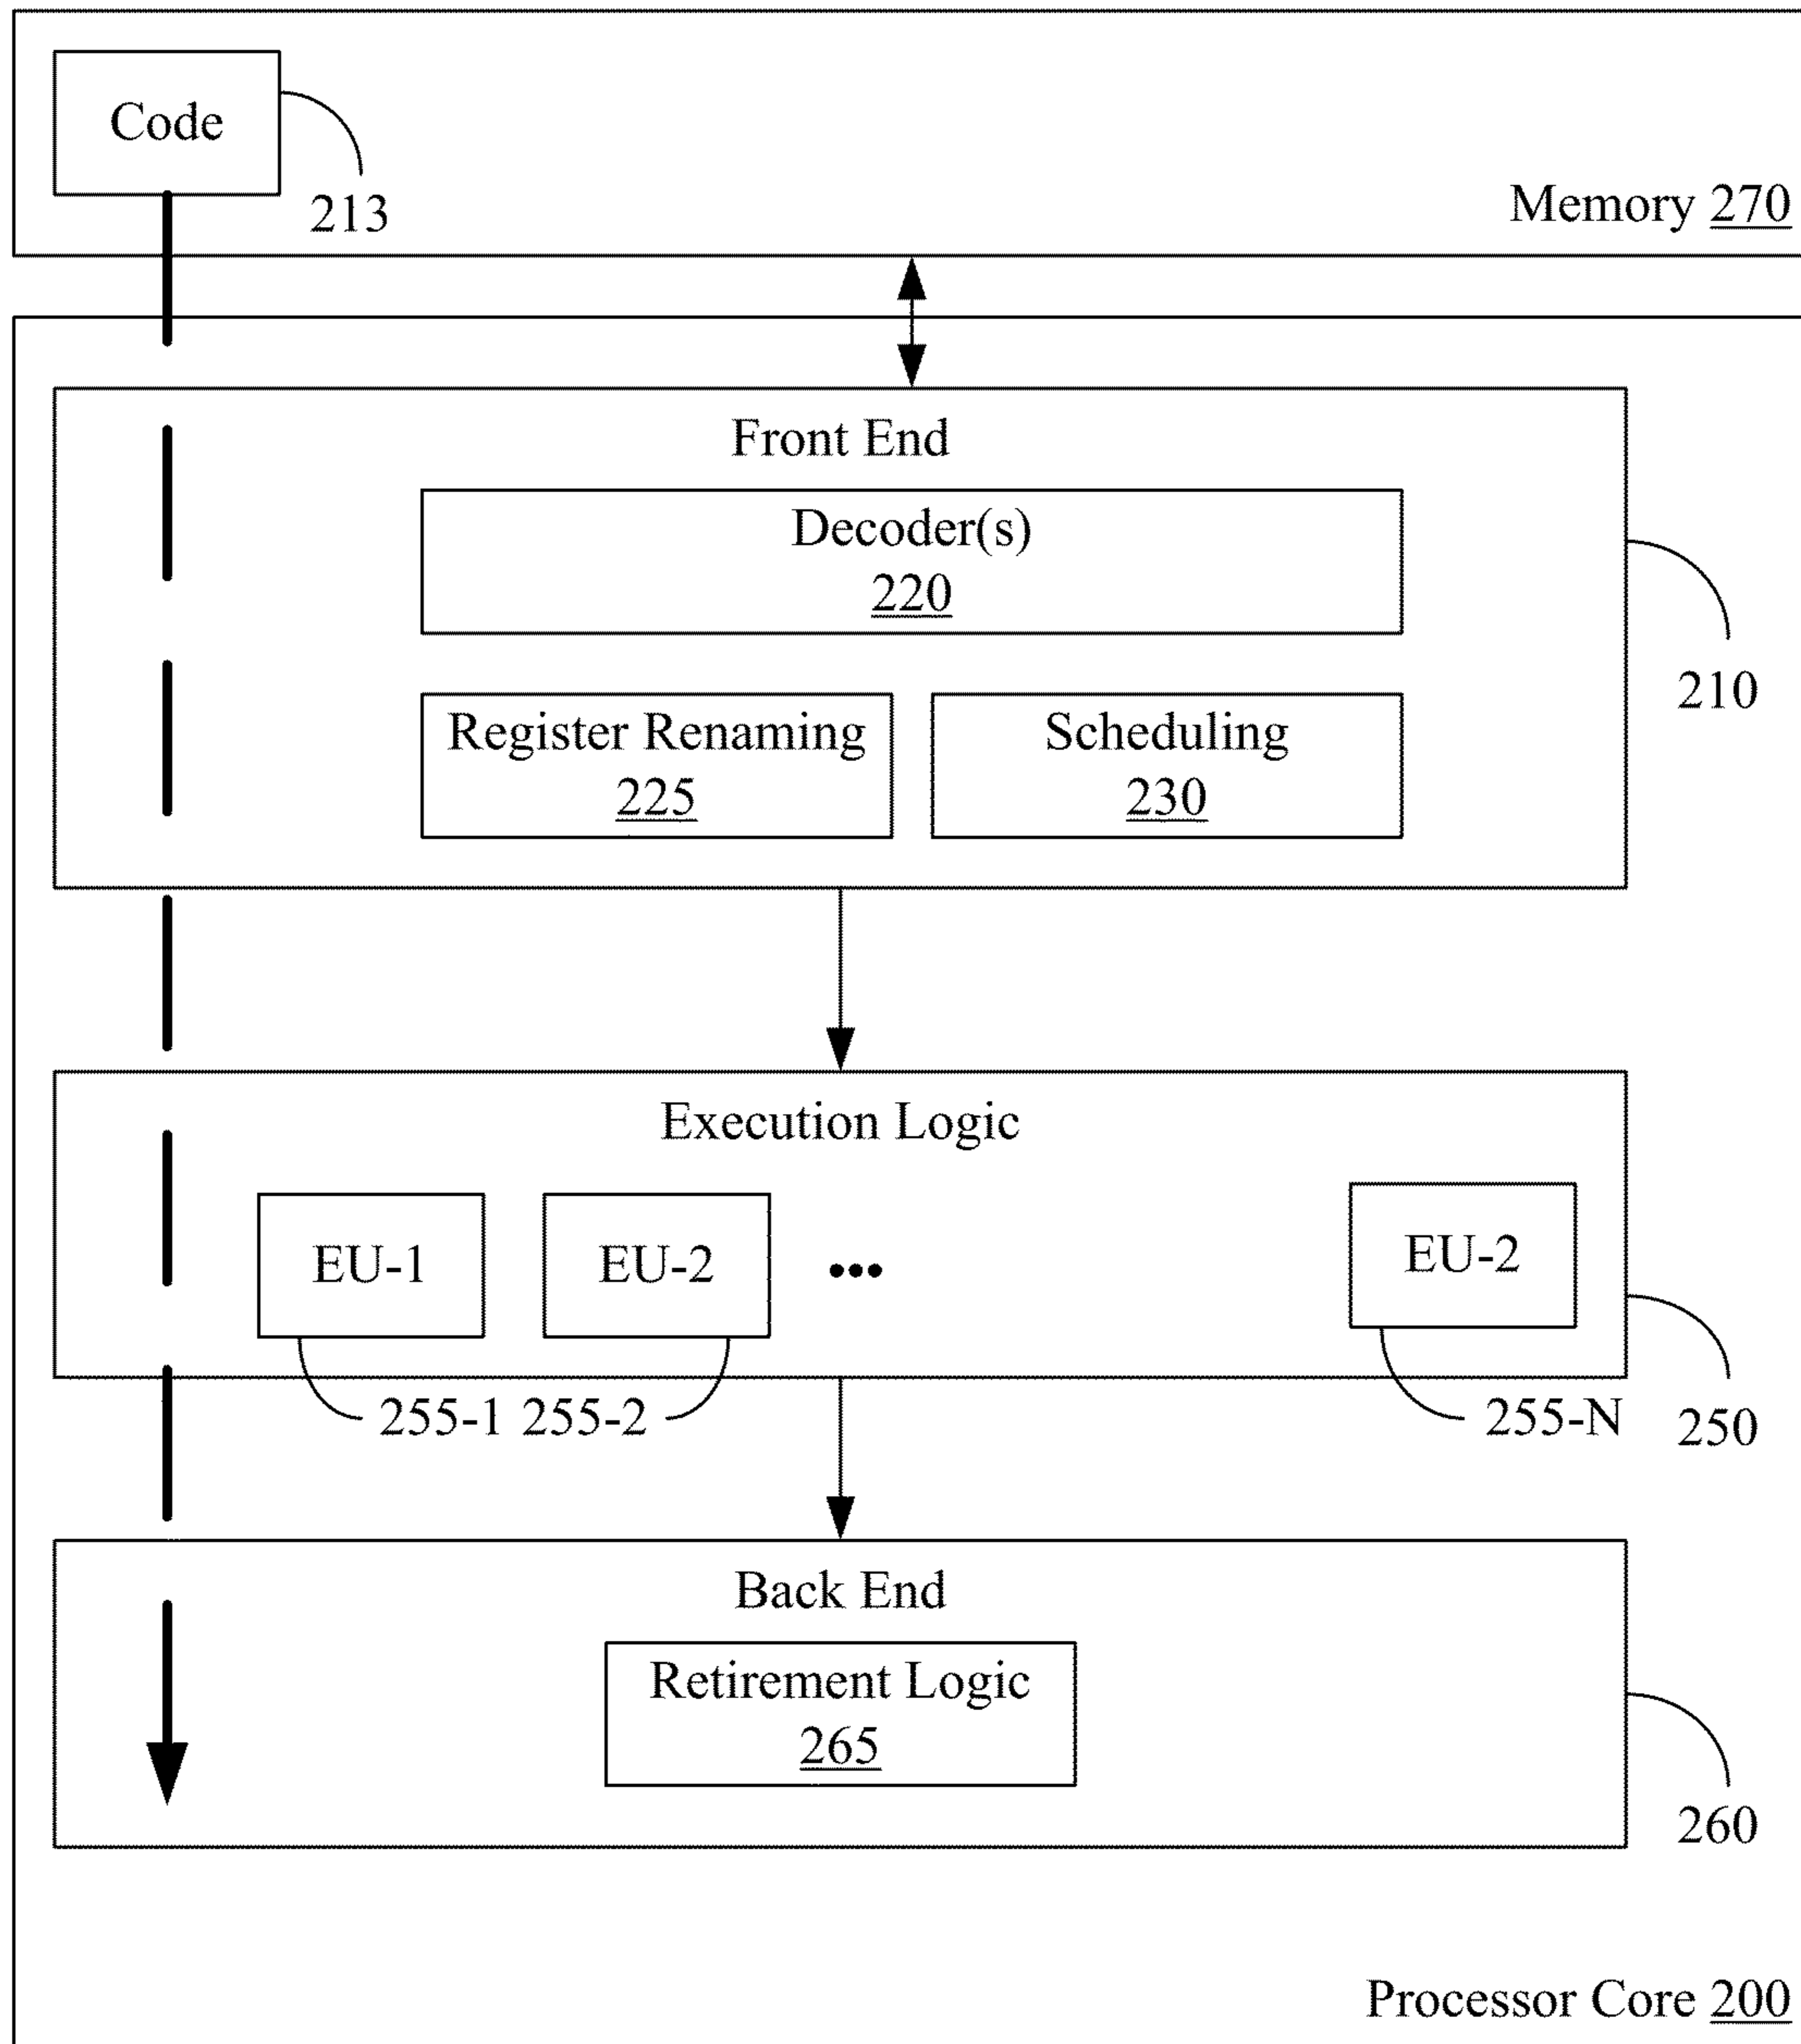 Code
213
Memory 270
Front End
Decoder(s)
220
210
Register Renaming
225
Scheduling
230
Execution Logic
EU-1
EU-2
•••
EU-2
255-1 255-2
255-N
250
Back End
Retirement Logic
265
260
Processor Core 200